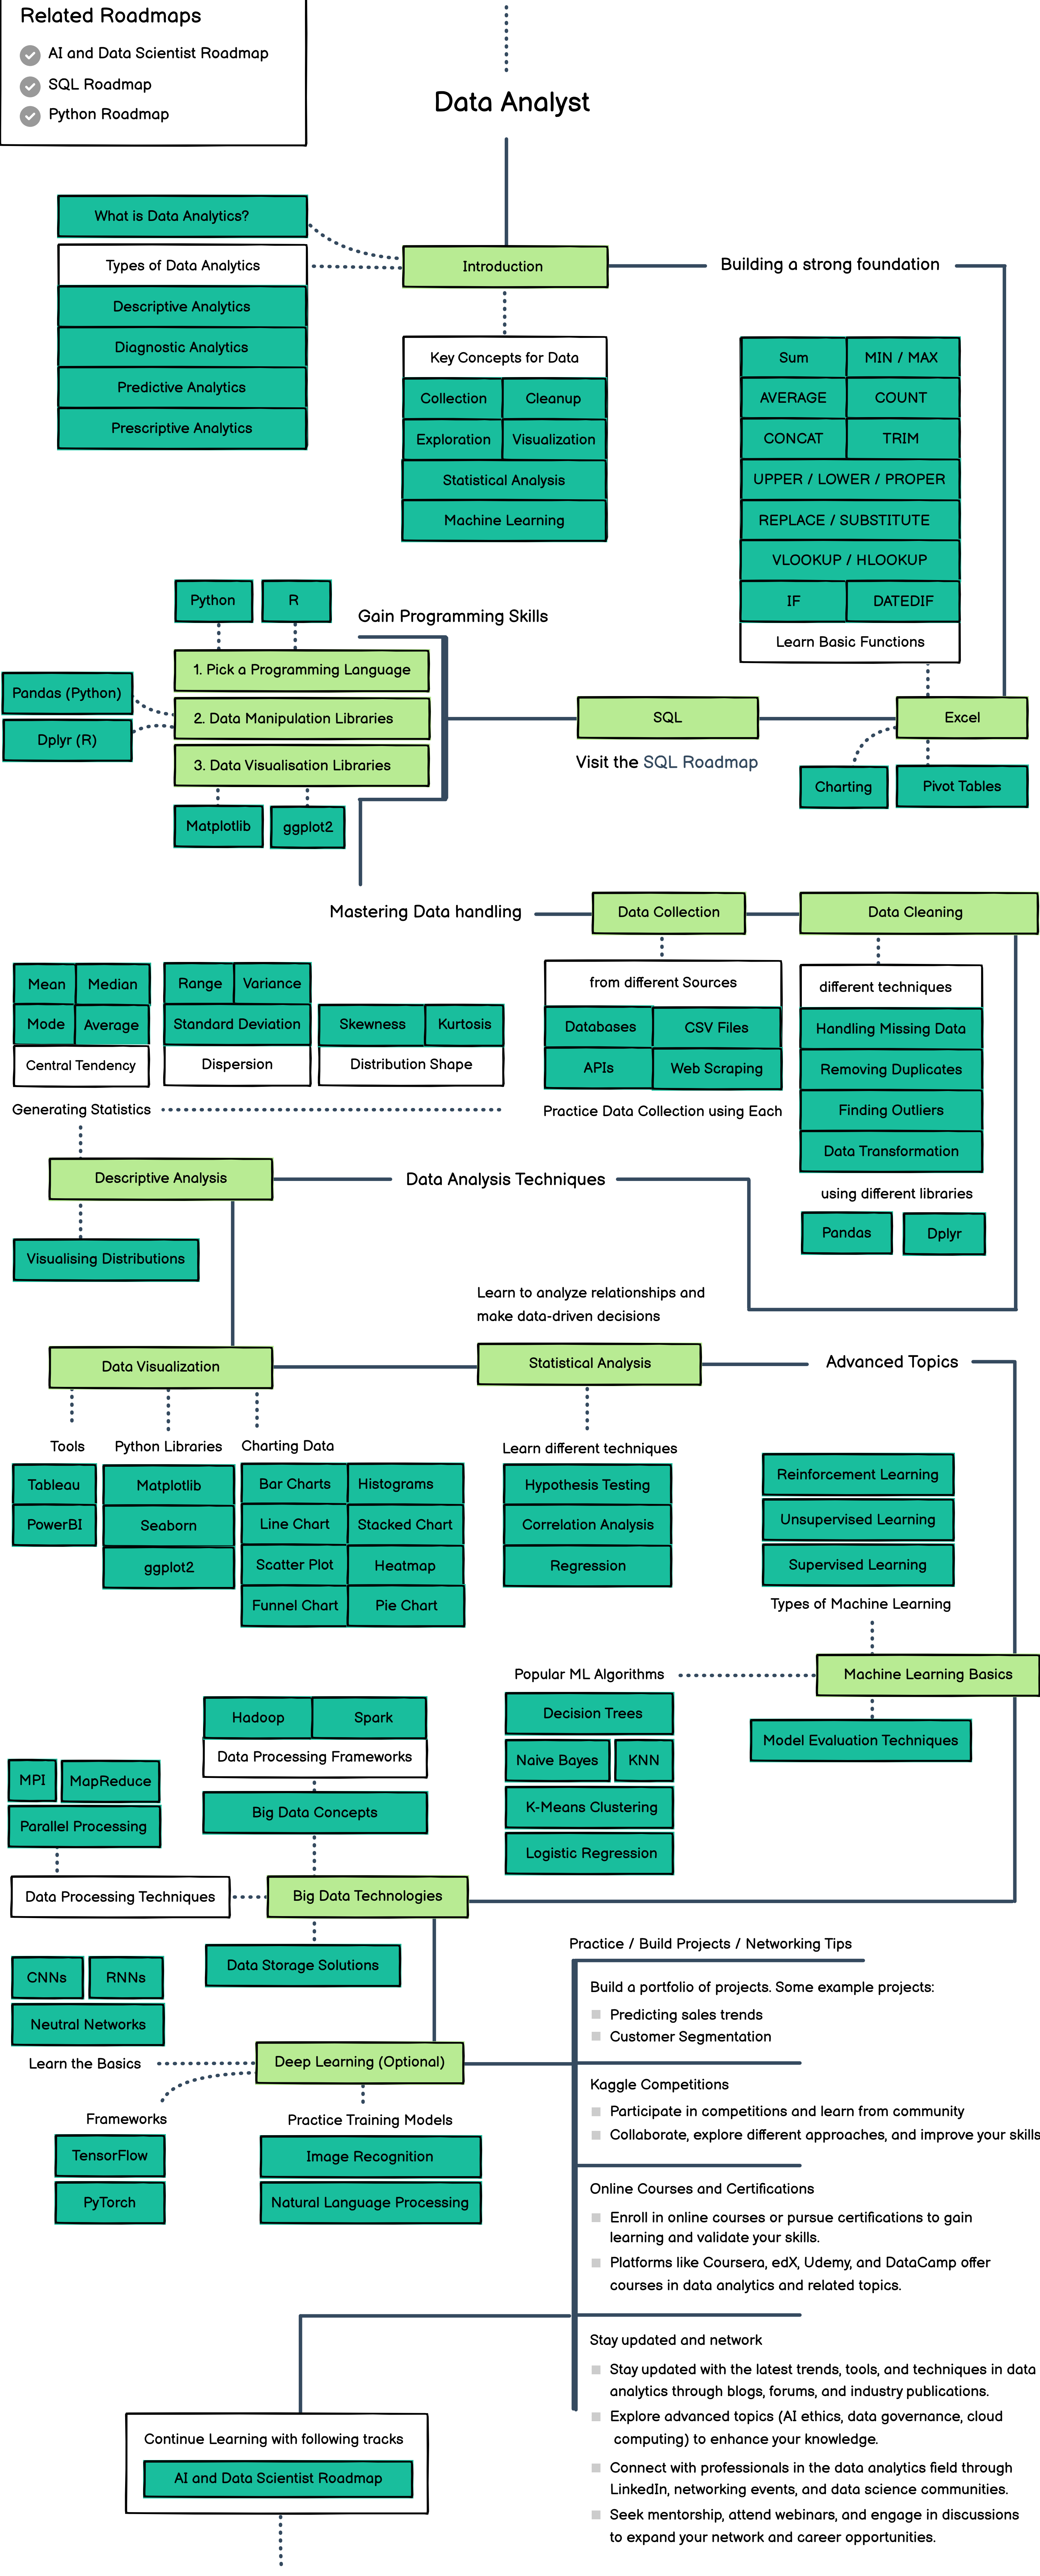 Related Roadmaps
AI and Data Scientist Roadmap
SQL Roadmap
Python Roadmap
Data Analyst
What is Data Analytics?
Types of Data Analytics
Descriptive Analytics
Diagnostic Analytics
Predictive Analytics
Prescriptive Analytics
Introduction
Building a strong foundation
Key Concepts for Data
Collection
Cleanup
Exploration
Visualization
Statistical Analysis
Machine Learning
Sum
MIN / MAX
AVERAGE
COUNT
CONCAT
TRIM
UPPER / LOWER / PROPER
REPLACE / SUBSTITUTE
VLOOKUP / HLOOKUP
IF
DATEDIF
Learn Basic Functions
Python
R
Gain Programming Skills
1. Pick a Programming Language
Pandas (Python)
2. Data Manipulation Libraries
Dplyr (R)
3. Data Visualisation Libraries
Matplotlib
ggplot2
SQL
Visit the SQL Roadmap
Excel
Charting
Pivot Tables
Mastering Data handling
Data Collection
Data Cleaning
from different Sources
Databases
CSV Files
APIs
Web Scraping
Practice Data Collection using Each
different techniques
Handling Missing Data
Removing Duplicates
Finding Outliers
Data Transformation
using different libraries
Pandas
Dplyr
Mean
Median
Mode
Average
Central Tendency
Range
Variance
Standard Deviation
Dispersion
Skewness
Kurtosis
Distribution Shape
Generating Statistics
Descriptive Analysis
Data Analysis Techniques
Visualising Distributions
Learn to analyze relationships and
make data-driven decisions
Data Visualization
Statistical Analysis
Advanced Topics
Tools
Tableau
PowerBI
Python Libraries
Matplotlib
Seaborn
ggplot2
Charting Data
Bar Charts
Histograms
Line Chart
Stacked Chart
Scatter Plot
Heatmap
Funnel Chart
Pie Chart
Learn different techniques
Hypothesis Testing
Correlation Analysis
Regression
Reinforcement Learning
Unsupervised Learning
Supervised Learning
Types of Machine Learning
Popular ML Algorithms
Machine Learning Basics
Decision Trees
Naive Bayes
KNN
K-Means Clustering
Logistic Regression
Model Evaluation Techniques
Hadoop
Spark
Data Processing Frameworks
Big Data Concepts
MPI
MapReduce
Parallel Processing
Data Processing Techniques
Big Data Technologies
Data Storage Solutions
CNNs
RNNs
Neutral Networks
Learn the Basics
Deep Learning (Optional)
Frameworks
TensorFlow
PyTorch
Practice Training Models
Image Recognition
Natural Language Processing
Practice / Build Projects / Networking Tips
Build a portfolio of projects. Some example projects:
Predicting sales trends
Customer Segmentation
Kaggle Competitions
Participate in competitions and learn from community
Collaborate, explore different approaches, and improve your skills
Online Courses and Certifications
Enroll in online courses or pursue certifications to gain
learning and validate your skills.
Platforms like Coursera, edX, Udemy, and DataCamp offer
courses in data analytics and related topics.
Stay updated and network
Stay updated with the latest trends, tools, and techniques in data
analytics through blogs, forums, and industry publications.
Explore advanced topics (AI ethics, data governance, cloud
computing) to enhance your knowledge.
Connect with professionals in the data analytics field through
LinkedIn, networking events, and data science communities.
Seek mentorship, attend webinars, and engage in discussions
to expand your network and career opportunities.
Continue Learning with following tracks
AI and Data Scientist Roadmap